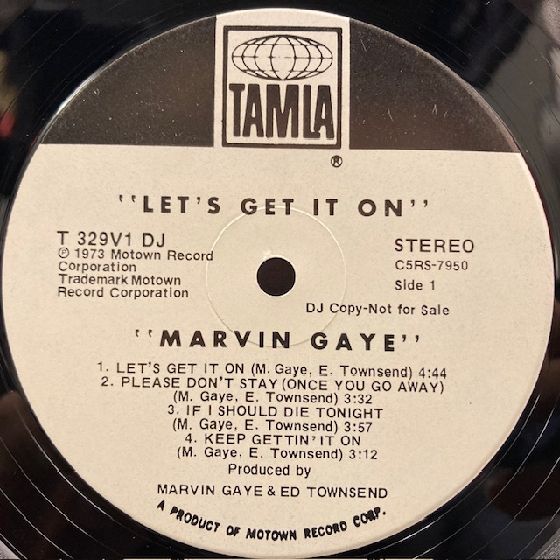 TAMLA
®
"LET'S GET IT ON"
T 329V1 DJ
℗ 1973 Motown Record
Corporation
Trademark Motown
Record Corporation
STEREO
C5RS-7950
Side 1
DJ Copy-Not for Sale
"MARVIN GAYE"
1. LET'S GET IT ON (M. Gaye, E. Townsend) 4:44
2. PLEASE DON'T STAY (ONCE YOU GO AWAY)
(M. Gaye, E. Townsend) 3:32
3. IF I SHOULD DIE TONIGHT
(M. Gaye, E. Townsend) 3:57
4. KEEP GETTIN' IT ON
(M. Gaye, E. Townsend) 3:12
Produced by
MARVIN GAYE & ED TOWNSEND
A PRODUCT OF MOTOWN RECORD CORP.